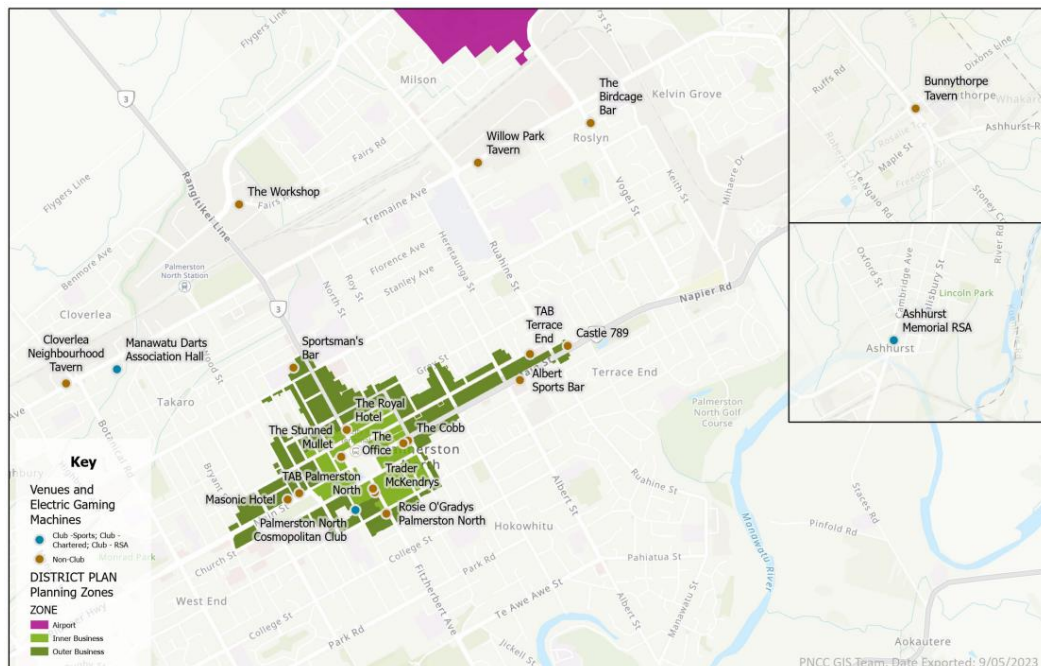 Flygers Line
Milson
Fairs Rd
Kelvin Grove
The
Birdcage
Bar
Roslyn
Willow Park
Tavern
3
Rangitikei Line
Flygers Line
The Workshop
Tremaine Ave
Vogel St
Keith St
Mihaere Dr
Benmore Ave
Palmerston
North Station
Florence Ave
Stanley Ave
Heretaunga St
Ruahine St
Roy St
North St
3
Napier Rd
Cloverlea
Cloverlea
Neighbourhood
Tavern
Manawatu Darts
Association Hall
Takaro
Sportsman's
Bar
TAB
Terrace
End
Castle 789
Albert
Sports Bar
Terrace End
Palmerston
North Golf
Course
Botanical Rd
Bryant
The Royal
Hotel
The Stunned
Mullet
The
Office
The Cobb
Trader
McKendrys
TAB Palmerston
North
Masonic Hotel
Palmerston North
Cosmopolitan Club
Rosie O'Gradys
Palmerston North
Church St
College St
Park Rd
Fitzherbert Ave
Hokowhitu
Albert St
Ruahine St
Pahiatua St
Te Awe Awe St
Albert St
Manawatu St
Jickell St
Manawatu River
Pinfold Rd
Staces Rd
Aokautere
West End
College St
Park Rd
Key
Venues and
Electric Gaming
Machines
Club -Sports; Club -
Chartered; Club - RSA
Non-Club
DISTRICT PLAN
Planning Zones
ZONE
Airport
Inner Business
Outer Business
Ruffs Rd
Dixons Line
Bunnythorpe
Tavern
Ashhurst R
Roberts Line
Maple St
Te Ngaio Rd
Stoney Cr
Oxford St
Cambridge Ave
Salisbury St
River Rd
Lincoln Park
Ashhurst
Memorial RSA
Ashhurst
PNCC GIS Team. Date Exported: 9/05/2023